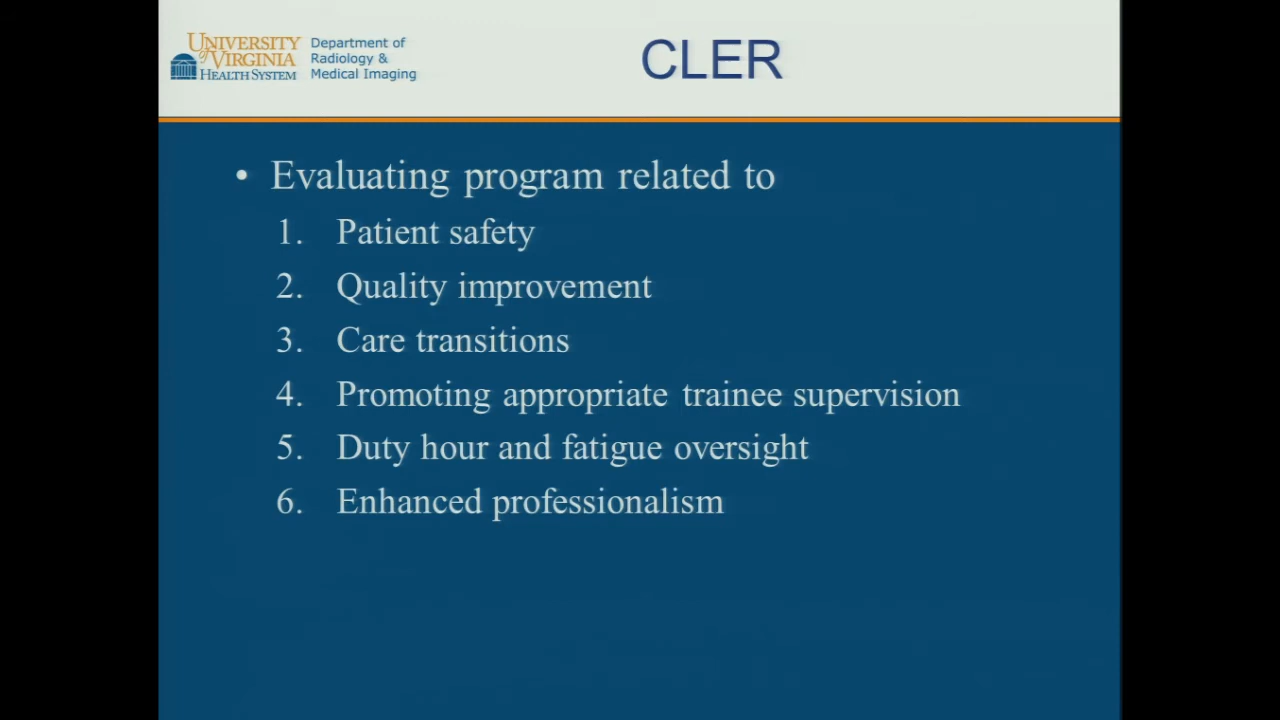 UNIVERSITY
of VIRGINIA
HEALTH SYSTEM
Department of
Radiology &
Medical Imaging
CLER
• Evaluating program related to
1. Patient safety
2. Quality improvement
3. Care transitions
4. Promoting appropriate trainee supervision
5. Duty hour and fatigue oversight
6. Enhanced professionalism